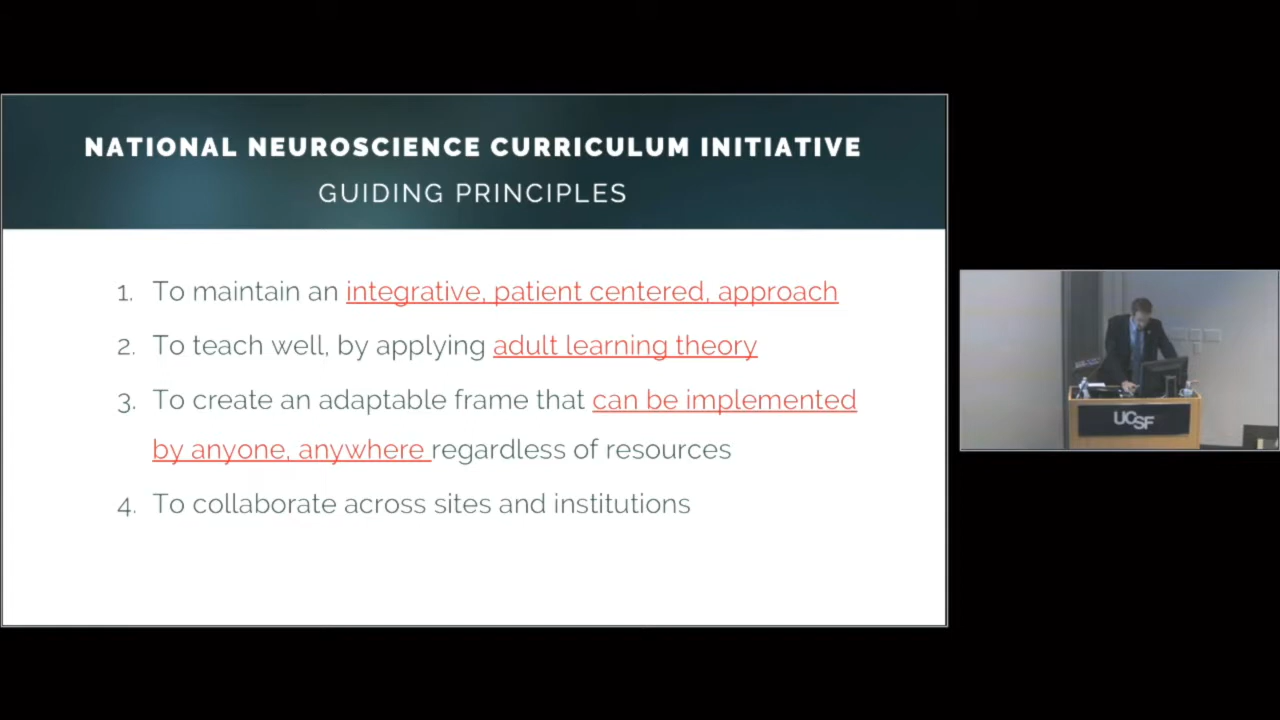 NATIONAL NEUROSCIENCE CURRICULUM INITIATIVE
GUIDING PRINCIPLES
1. To maintain an integrative, patient centered, approach
2. To teach well, by applying adult learning theory
3. To create an adaptable frame that can be implemented
by anyone, anywhere regardless of resources
4. To collaborate across sites and institutions
UCSF